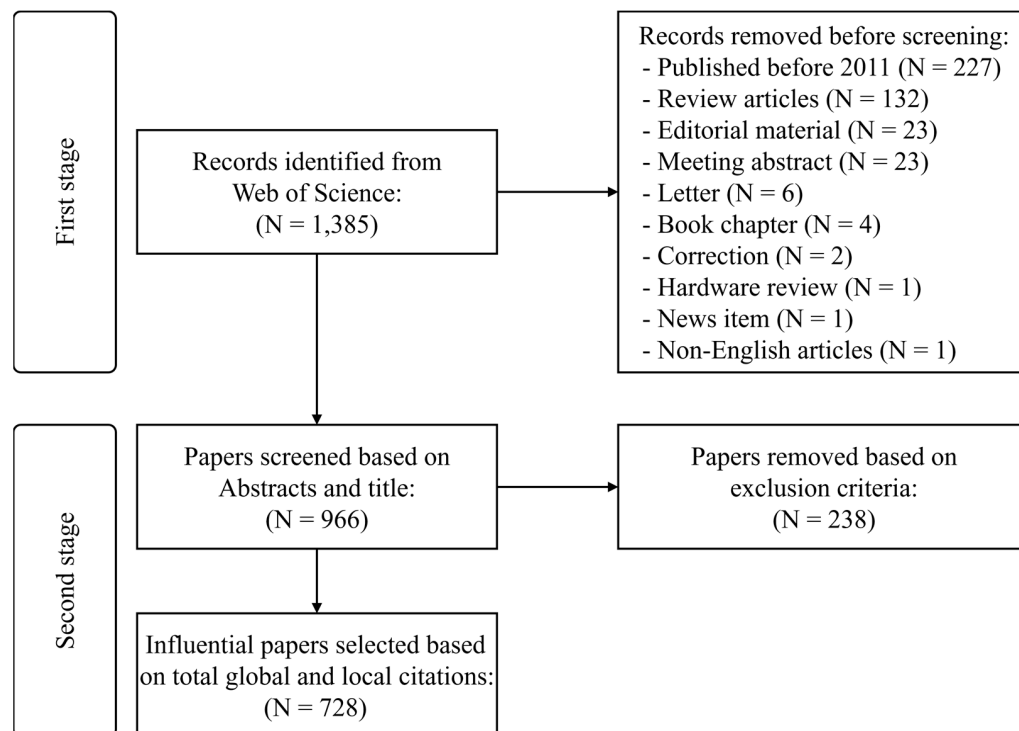 First stage
Records identified from
Web of Science:
(N = 1,385)
Records removed before screening:
- Published before 2011 (N = 227)
- Review articles (N = 132)
- Editorial material (N = 23)
- Meeting abstract (N = 23)
- Letter (N = 6)
- Book chapter (N = 4)
- Correction (N = 2)
- Hardware review (N = 1)
- News item (N = 1)
- Non-English articles (N = 1)
Second stage
Papers screened based on
Abstracts and title:
(N = 966)
Papers removed based on
exclusion criteria:
(N = 238)
Influential papers selected based
on total global and local citations:
(N = 728)